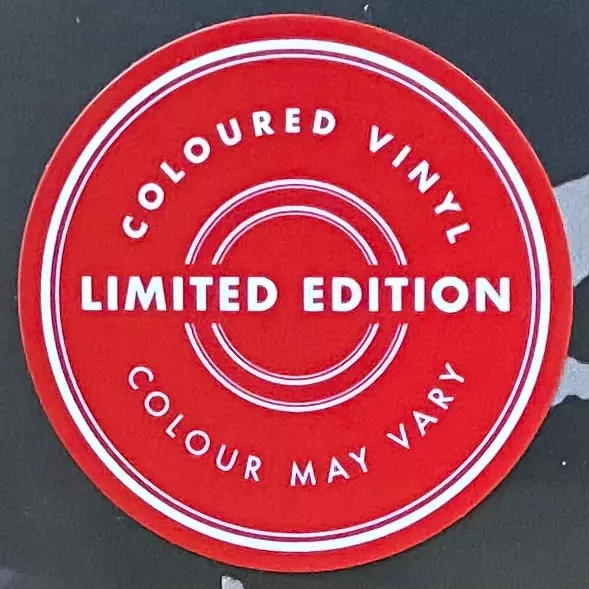 COLOURED VINYL
LIMITED EDITION
COLOUR MAY VARY